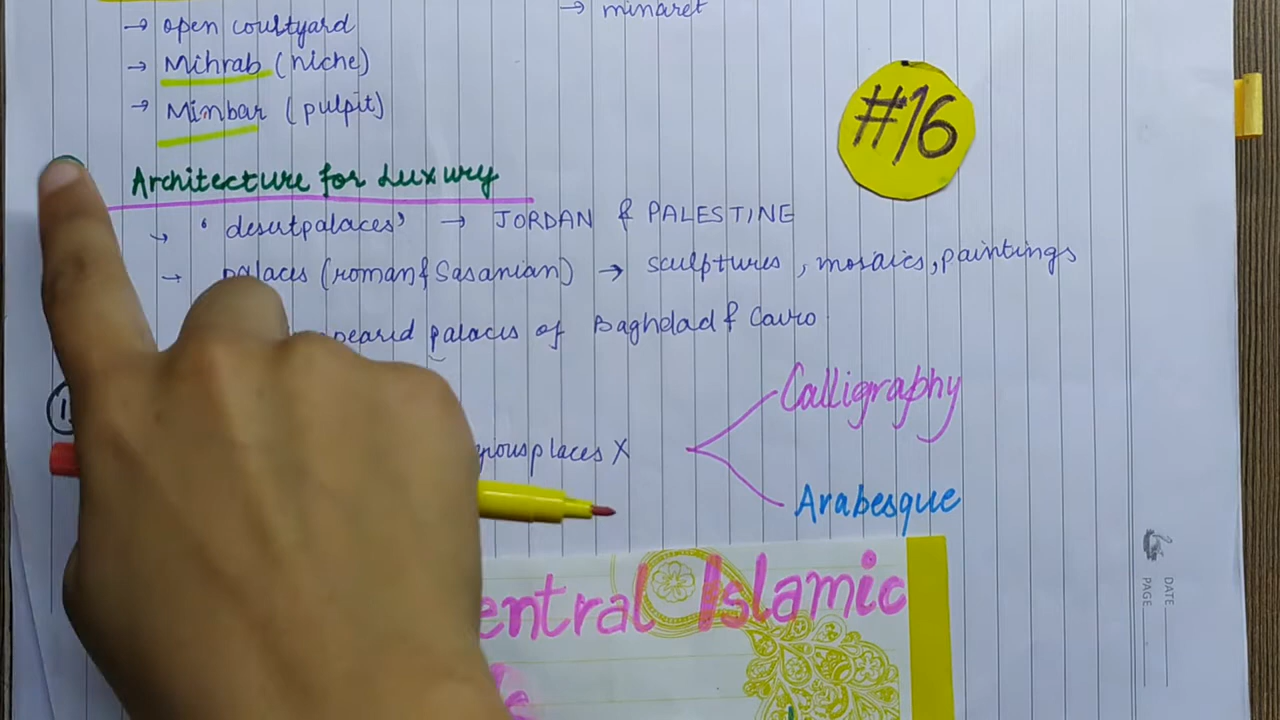 → minaret
→ open courtyard
→ Mihrab (niche)
→ Minbar (pulpit)
#16
Architecture for Luxury
→ 'desertpalaces' → JORDAN & PALESTINE
→ palaces (roman & Sasanian) → sculptures, mosaics, paintings
palaces of Baghdad & Cairo
Calligraphy
places X
Arabesque
entral Islamic
DATE
PAGE